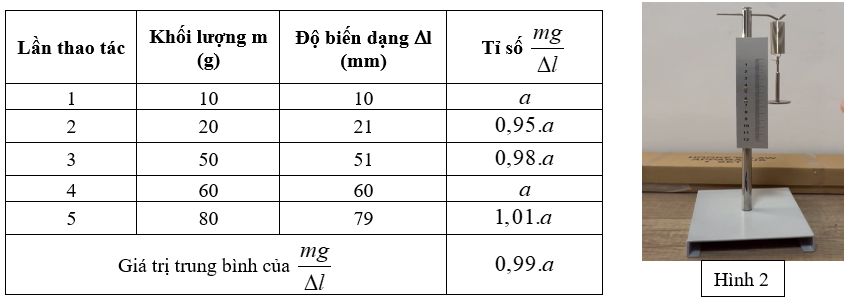 Lần thao tác | Khối lượng m (g) | Độ biến dạng Δl (mm) | Tỉ số mg/Δl
1 | 10 | 10 | a
2 | 20 | 21 | 0,95.a
3 | 50 | 51 | 0,98.a
4 | 60 | 60 | a
5 | 80 | 79 | 1,01.a
Giá trị trung bình của mg/Δl | 0,99.a
Hình 2